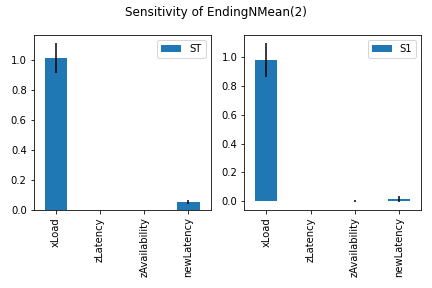 Sensitivity of EndingNMean(2)
ST
1.0
0.8
0.6
0.4
0.2
0.0
xLoad
zLatency
zAvailability
newLatency
S1
1.0
0.8
0.6
0.4
0.2
0.0
xLoad
zLatency
zAvailability
newLatency